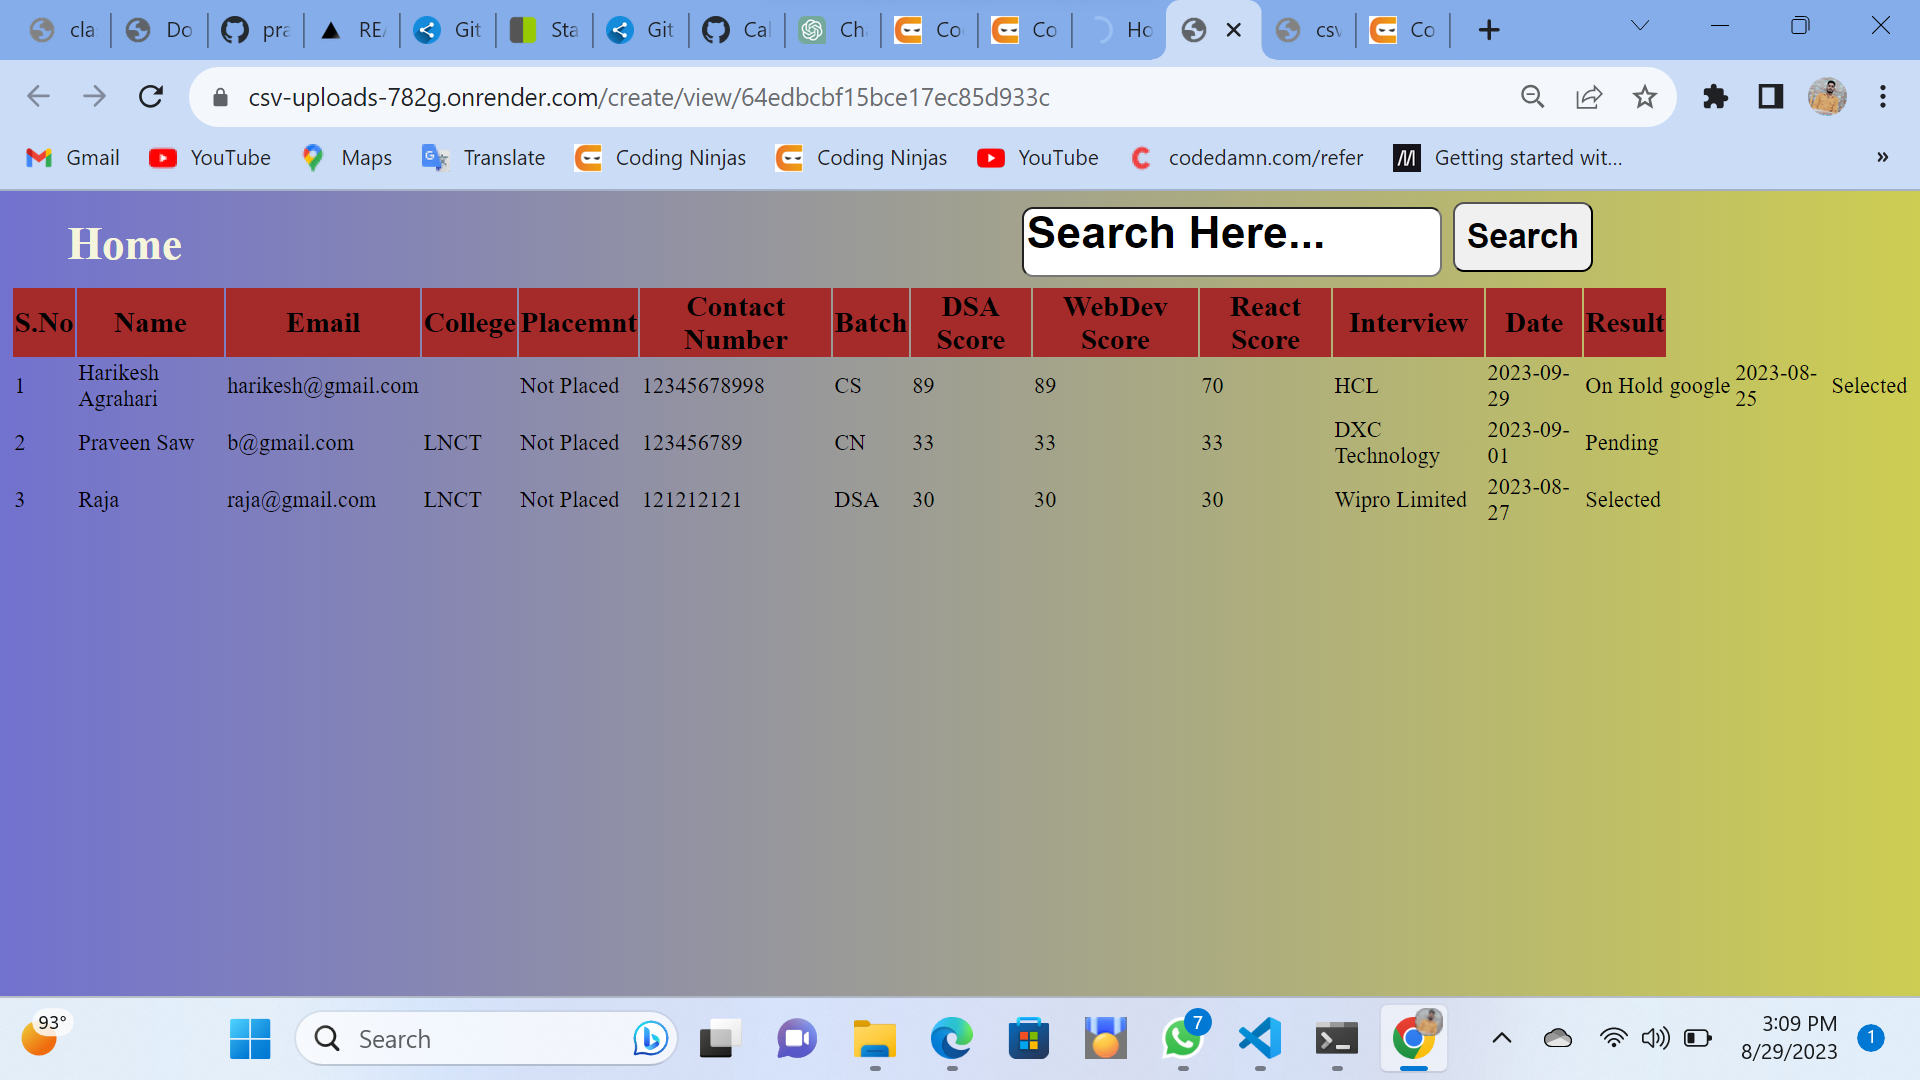 cla
Do
pra
REA
Git
Sta
Git
Cal
Ch
Co
Co
Ho
csv
Co
csv-uploads-782g.onrender.com/create/view/64edbcbf15bce17ec85d933c
Gmail YouTube Maps Translate Coding Ninjas Coding Ninjas YouTube codedamn.com/refer Getting started wit... »
Home
Search Here... Search
S.No Name Email College Placemnt Contact Number Batch DSA Score WebDev Score React Score Interview Date Result
1 Harikesh Agrahari harikesh@gmail.com Not Placed 12345678998 CS 89 89 70 HCL 2023-09-29 On Hold google 2023-08-25 Selected
2 Praveen Saw b@gmail.com LNCT Not Placed 123456789 CN 33 33 33 DXC Technology 2023-09-01 Pending
3 Raja raja@gmail.com LNCT Not Placed 121212121 DSA 30 30 30 Wipro Limited 2023-08-27 Selected
93°
Search
7
3:09 PM
8/29/2023
1